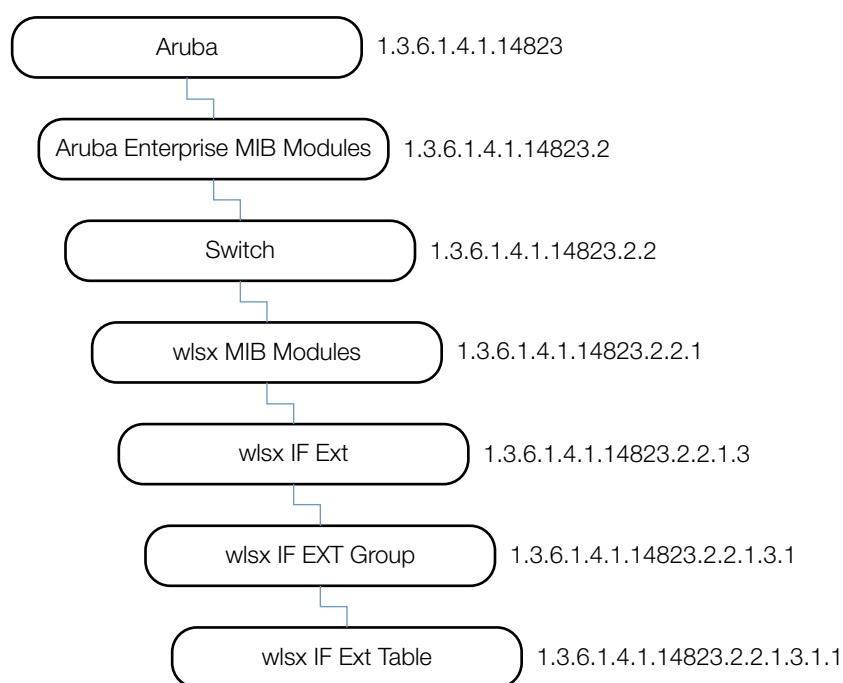 Aruba 1.3.6.1.4.1.14823
Aruba Enterprise MIB Modules 1.3.6.1.4.1.14823.2
Switch 1.3.6.1.4.1.14823.2.2
wlsx MIB Modules 1.3.6.1.4.1.14823.2.2.1
wlsx IF Ext 1.3.6.1.4.1.14823.2.2.1.3
wlsx IF EXT Group 1.3.6.1.4.1.14823.2.2.1.3.1
wlsx IF Ext Table 1.3.6.1.4.1.14823.2.2.1.3.1.1